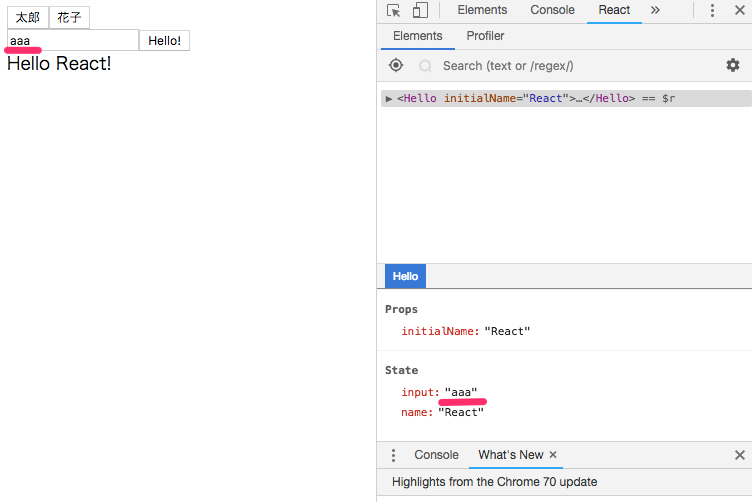 太郎 花子
aaa Hello!
Hello React!
Elements Console React »
Elements Profiler
Search (text or /regex/)
▶ <Hello initialName="React">…</Hello> == $r
Hello
Props
initialName: "React"
State
input: "aaa"
name: "React"
Console What's New ×
Highlights from the Chrome 70 update